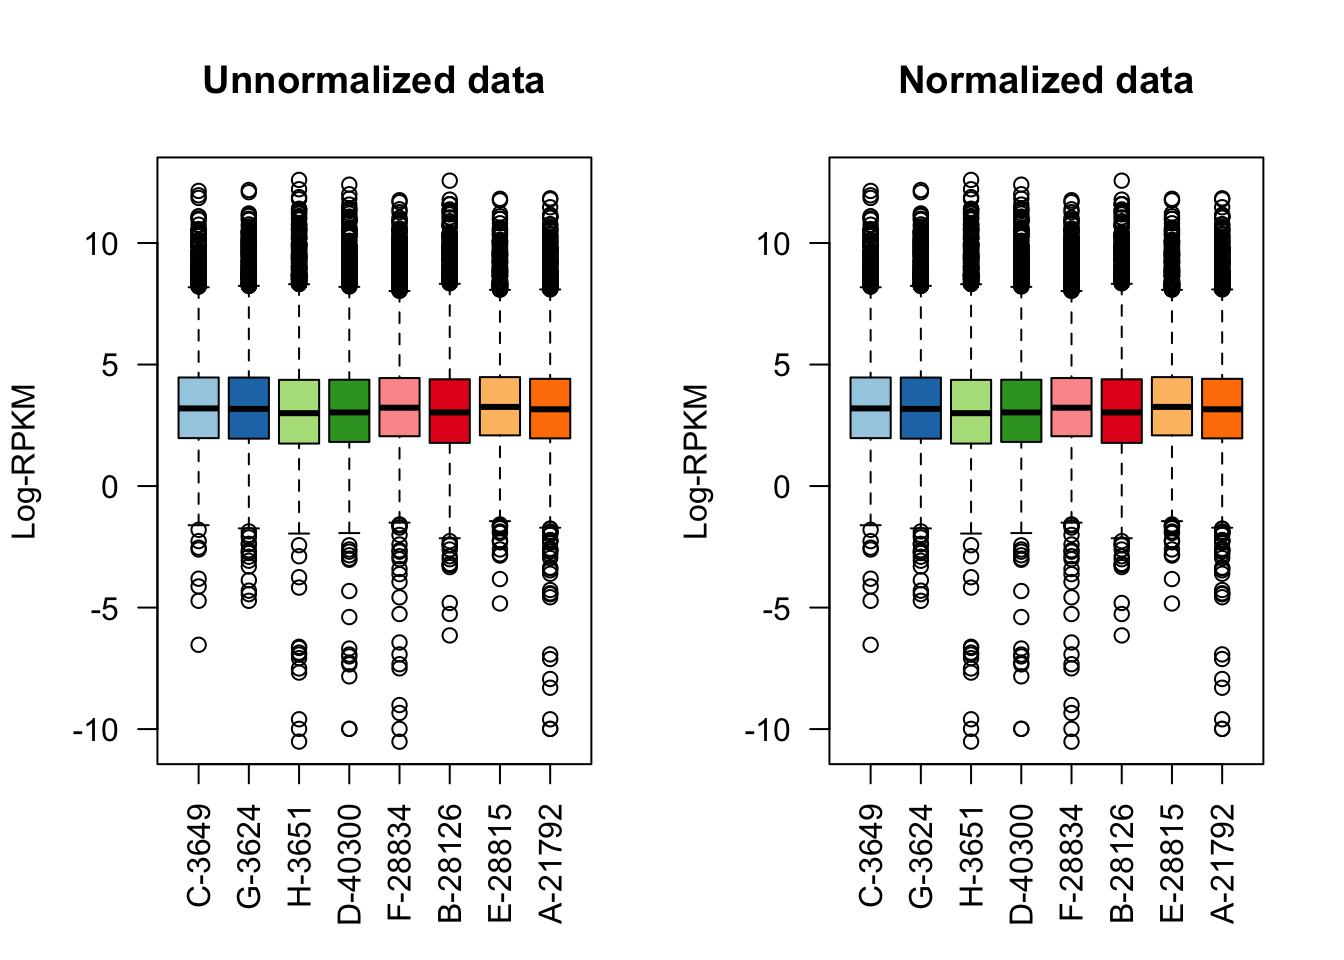 Unnormalized data
Log-RPKM
10
5
0
-5
-10
C-3649
G-3624
H-3651
D-40300
F-28834
B-28126
E-28815
A-21792
Normalized data
Log-RPKM
10
5
0
-5
-10
C-3649
G-3624
H-3651
D-40300
F-28834
B-28126
E-28815
A-21792